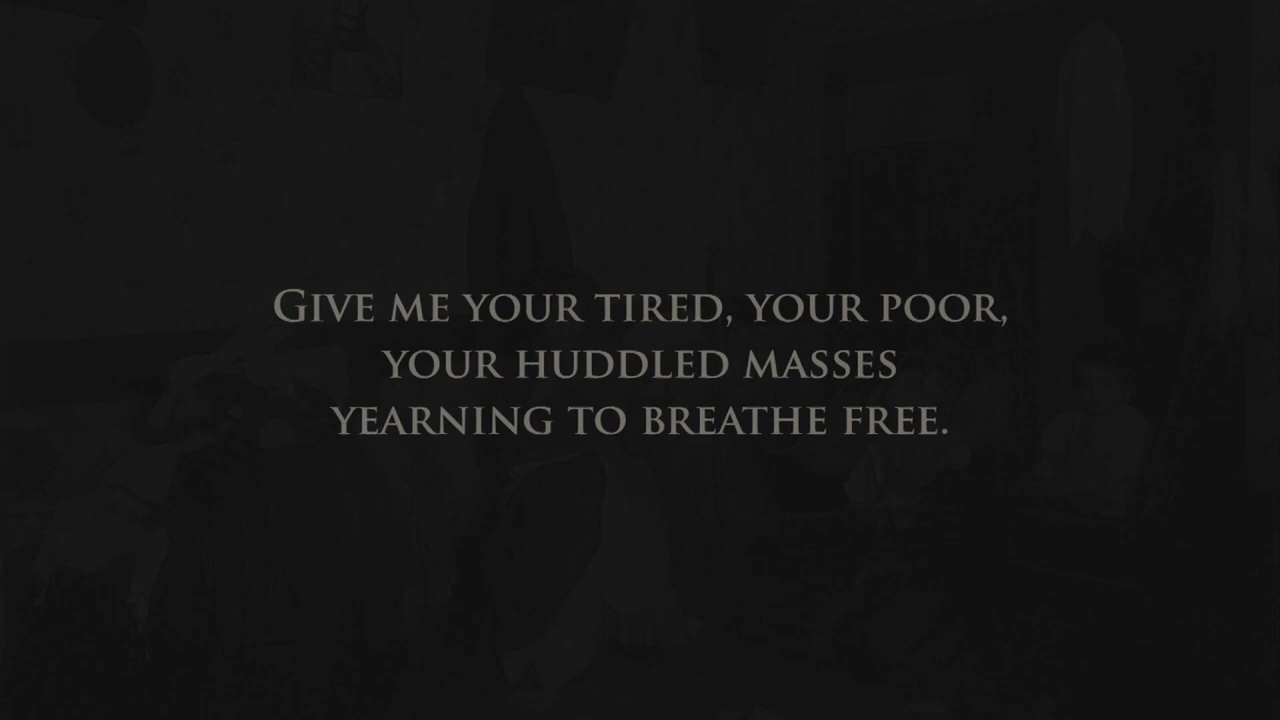 Give me your tired, your poor,
your huddled masses
yearning to breathe free.